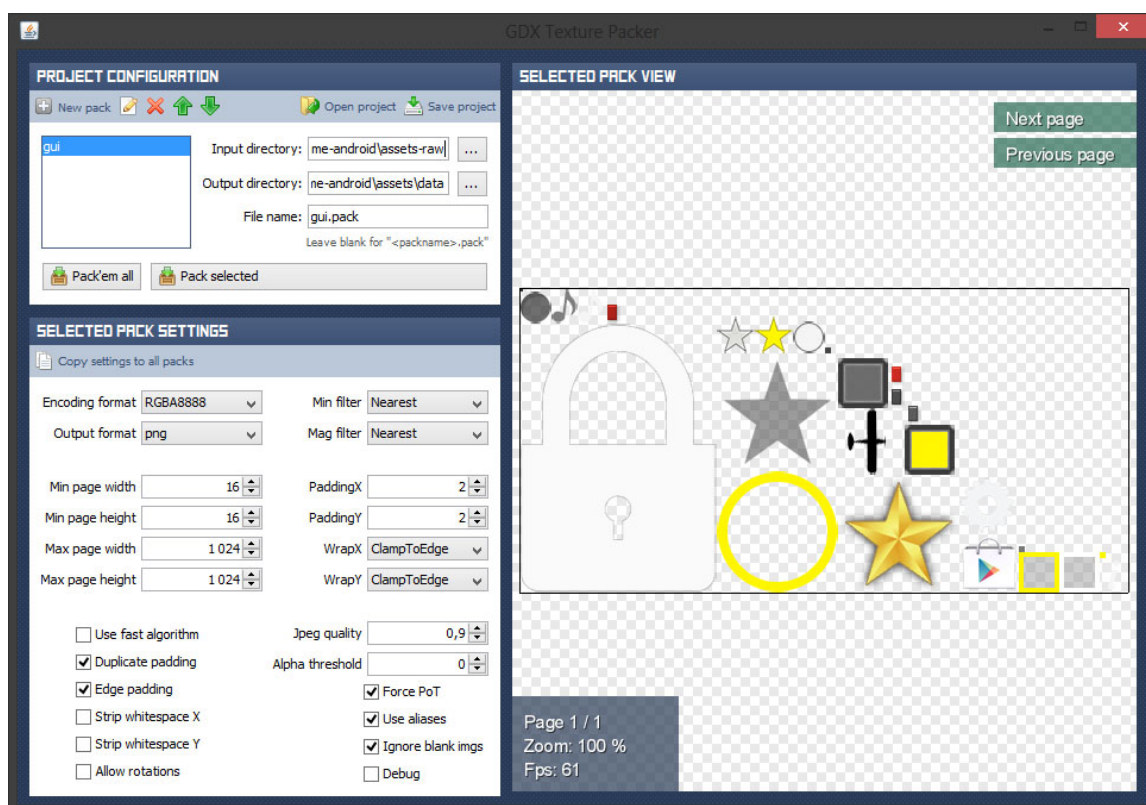 GDX Texture Packer
PROJECT CONFIGURATION
New pack
Open project
Save project
gui
Input directory: me-android\assets-raw ...
Output directory: ne-android\assets\data ...
File name: gui.pack
Leave blank for "<packname>.pack"
Pack'em all
Pack selected
SELECTED PACK SETTINGS
Copy settings to all packs
Encoding format RGBA8888
Min filter Nearest
Output format png
Mag filter Nearest
Min page width 16
PaddingX 2
Min page height 16
PaddingY 2
Max page width 1 024
WrapX ClampToEdge
Max page height 1 024
WrapY ClampToEdge
Use fast algorithm
Jpeg quality 0,9
Duplicate padding
Alpha threshold 0
Edge padding
Force PoT
Strip whitespace X
Use aliases
Strip whitespace Y
Ignore blank imgs
Allow rotations
Debug
SELECTED PACK VIEW
Next page
Previous page
Page 1 / 1
Zoom: 100 %
Fps: 61